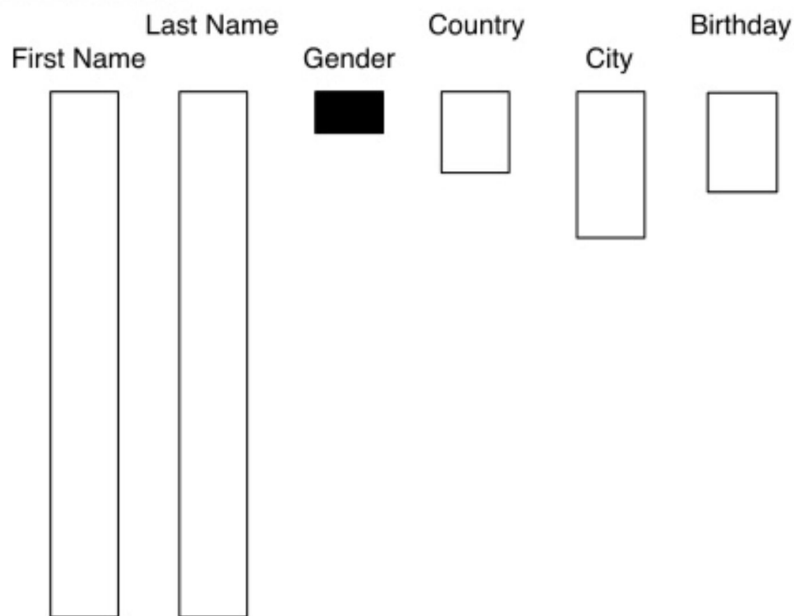 Last Name
Country
Birthday
First Name
Gender
City